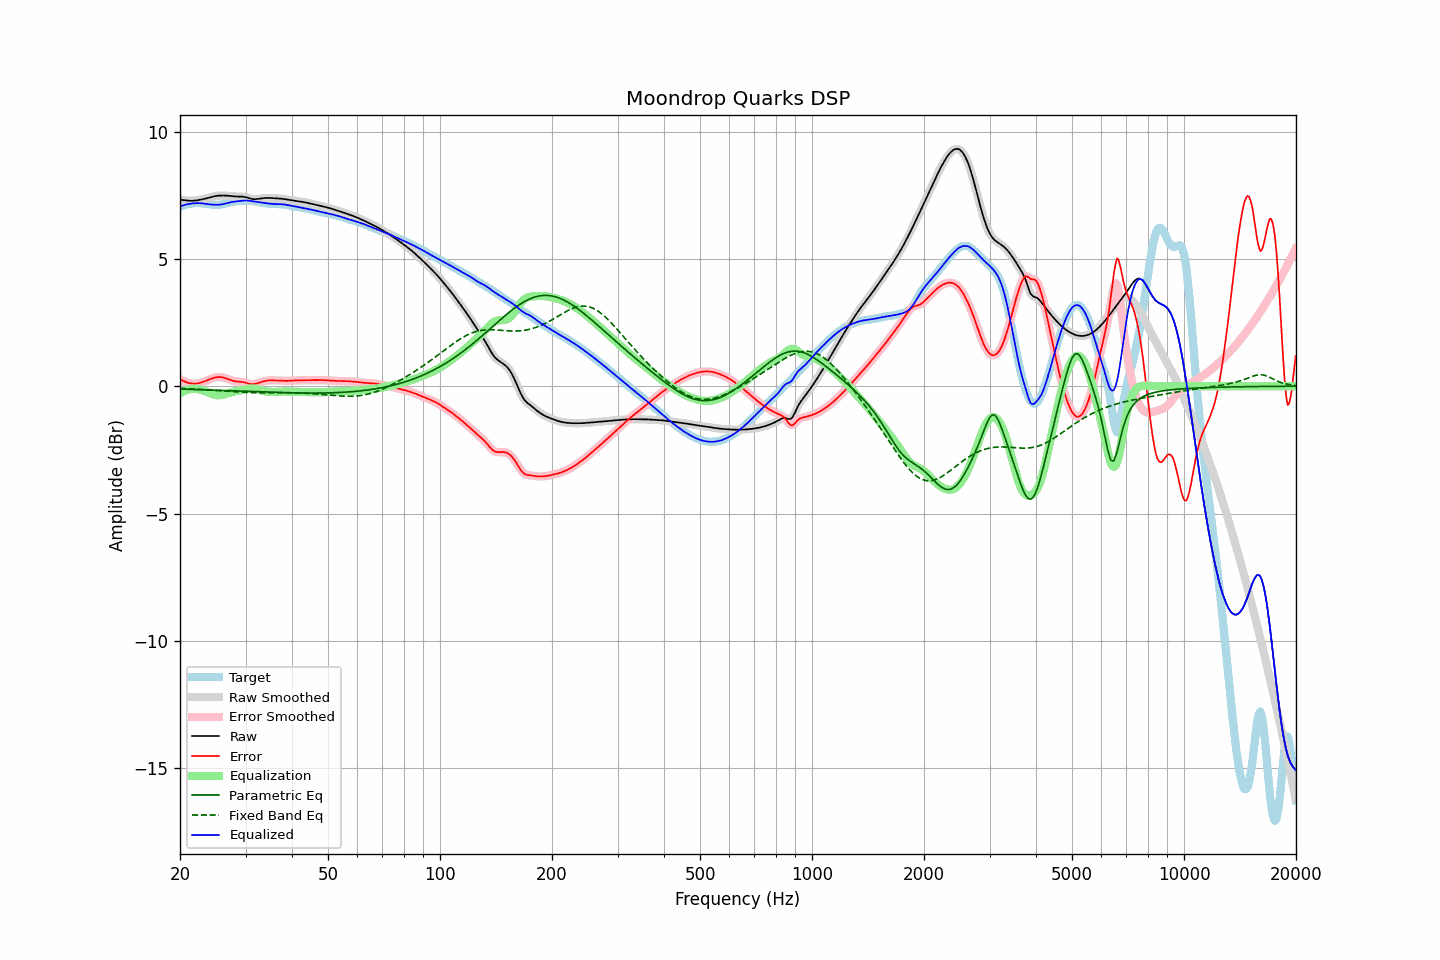 Moondrop Quarks DSP
Amplitude (dBr)
10
5
0
−5
−10
−15
Target
Raw Smoothed
Error Smoothed
Raw
Error
Equalization
Parametric Eq
Fixed Band Eq
Equalized
20 50 100 200 500 1000 2000 5000 10000 20000
Frequency (Hz)